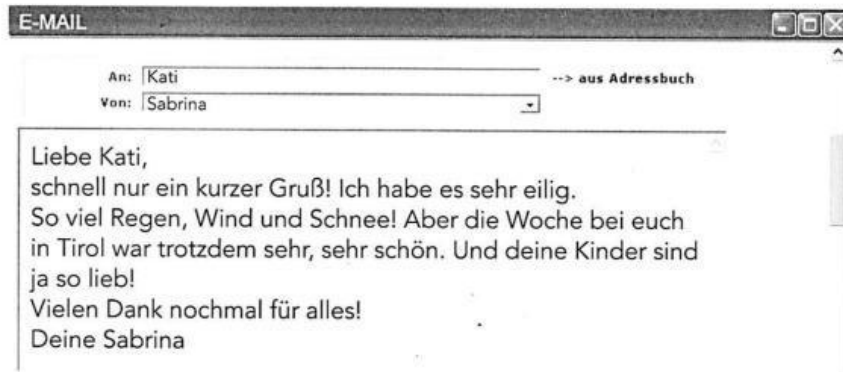 E-MAIL
An: Kati --> aus Adressbuch
Von: Sabrina
Liebe Kati,
schnell nur ein kurzer Gruß! Ich habe es sehr eilig.
So viel Regen, Wind und Schnee! Aber die Woche bei euch
in Tirol war trotzdem sehr, sehr schön. Und deine Kinder sind
ja so lieb!
Vielen Dank nochmal für alles!
Deine Sabrina